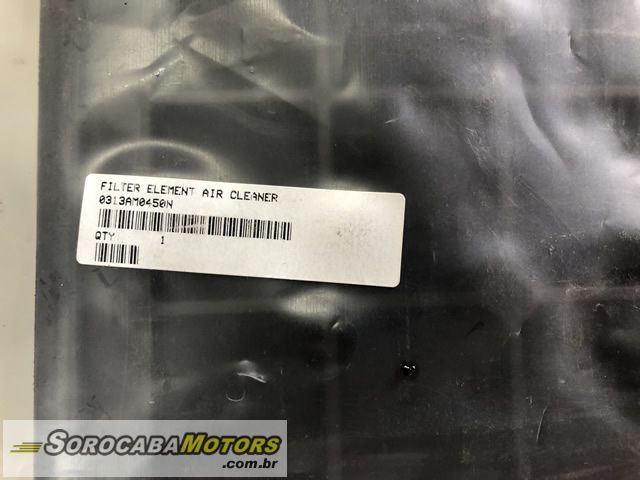 FILTER ELEMENT AIR CLEANER
0313AM0450N
QTY 1
SOROCABAMOTORS
.com.br